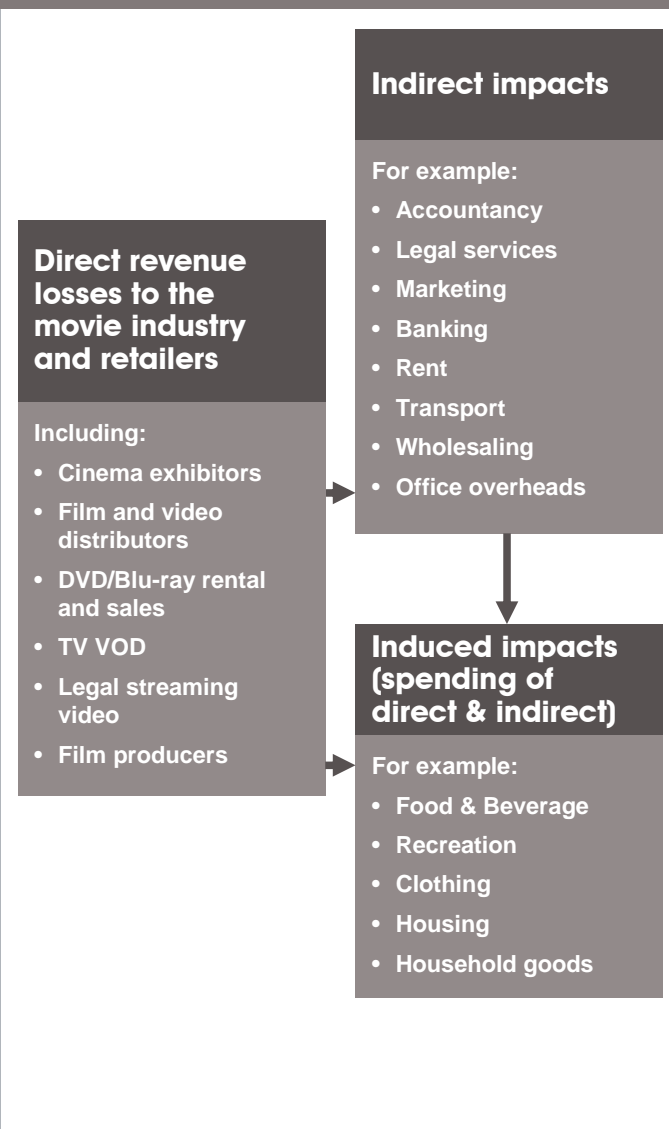 Direct revenue
losses to the
movie industry
and retailers
Including:
• Cinema exhibitors
• Film and video
distributors
• DVD/Blu-ray rental
and sales
• TV VOD
• Legal streaming
video
• Film producers
Indirect impacts
For example:
• Accountancy
• Legal services
• Marketing
• Banking
• Rent
• Transport
• Wholesaling
• Office overheads
Induced impacts
(spending of
direct & indirect)
For example:
• Food & Beverage
• Recreation
• Clothing
• Housing
• Household goods